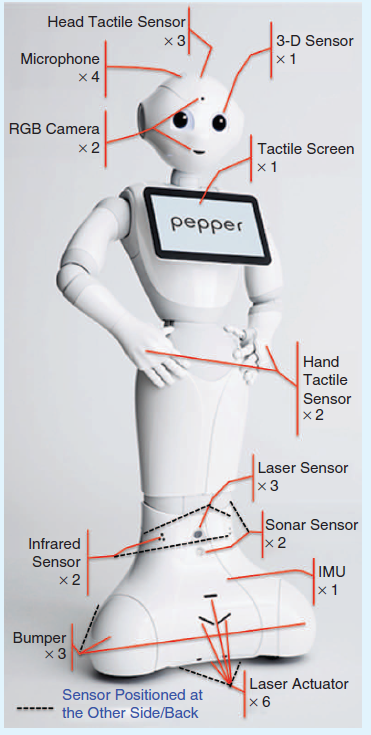 Head Tactile Sensor
× 3
3-D Sensor
× 1
Microphone
× 4
RGB Camera
× 2
Tactile Screen
× 1
pepper
Hand
Tactile
Sensor
× 2
Laser Sensor
× 3
Sonar Sensor
× 2
Infrared
Sensor
× 2
IMU
× 1
Bumper
× 3
Laser Actuator
× 6
Sensor Positioned at
the Other Side/Back